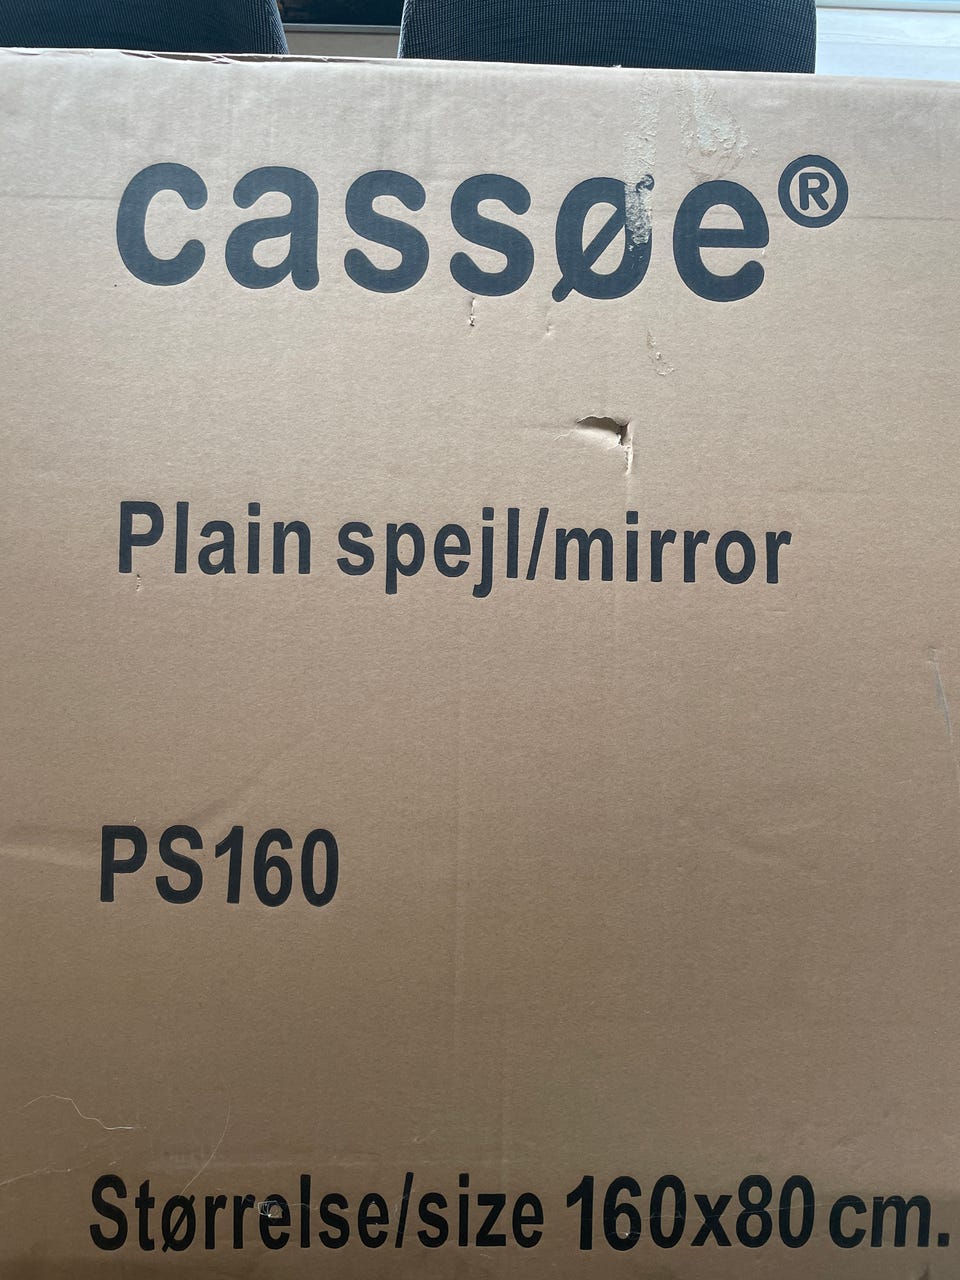 cassøe®
Plain spejl/mirror
PS160
Størrelse/size 160x80 cm.